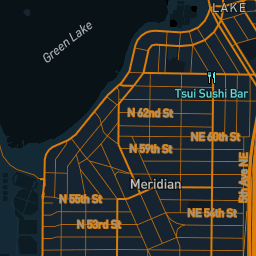 LAKE
Green Lake
Tsui Sushi Bar
N 62nd St
NE 60th St
N 59th St
Meridian
5th Ave NE
N 55th St
NE 54th St
N 53rd St